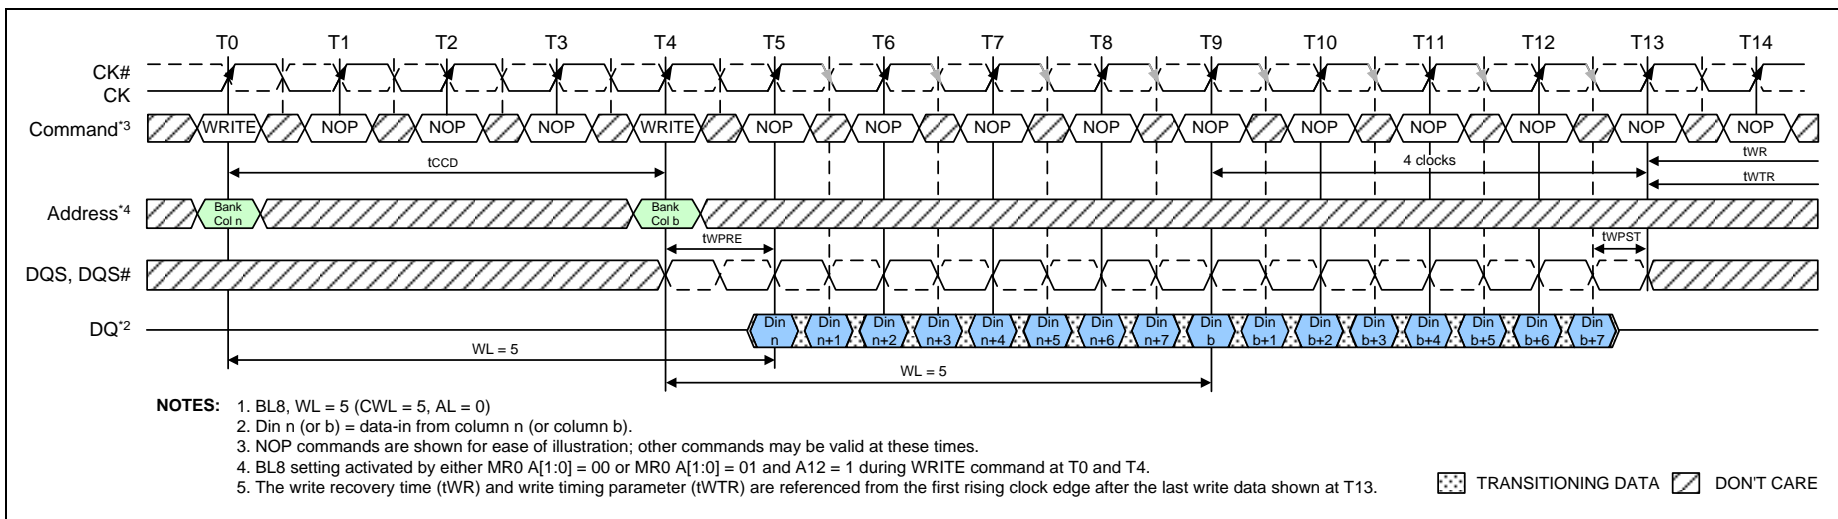 T0 T1 T2 T3 T4 T5 T6 T7 T8 T9 T10 T11 T12 T13 T14
CK#
CK
Command*3 WRITE NOP NOP NOP WRITE NOP NOP NOP NOP NOP NOP NOP NOP NOP NOP
tCCD 4 clocks tWR
tWTR
Address*4 Bank Col n Bank Col b
tWPRE tWPST
DQS, DQS#
DQ*2 Din n Din n+1 Din n+2 Din n+3 Din n+4 Din n+5 Din n+6 Din n+7 Din b Din b+1 Din b+2 Din b+3 Din b+4 Din b+5 Din b+6 Din b+7
WL = 5
WL = 5
NOTES: 1. BL8, WL = 5 (CWL = 5, AL = 0)
2. Din n (or b) = data-in from column n (or column b).
3. NOP commands are shown for ease of illustration; other commands may be valid at these times.
4. BL8 setting activated by either MR0 A[1:0] = 00 or MR0 A[1:0] = 01 and A12 = 1 during WRITE command at T0 and T4.
5. The write recovery time (tWR) and write timing parameter (tWTR) are referenced from the first rising clock edge after the last write data shown at T13.
TRANSITIONING DATA DON'T CARE